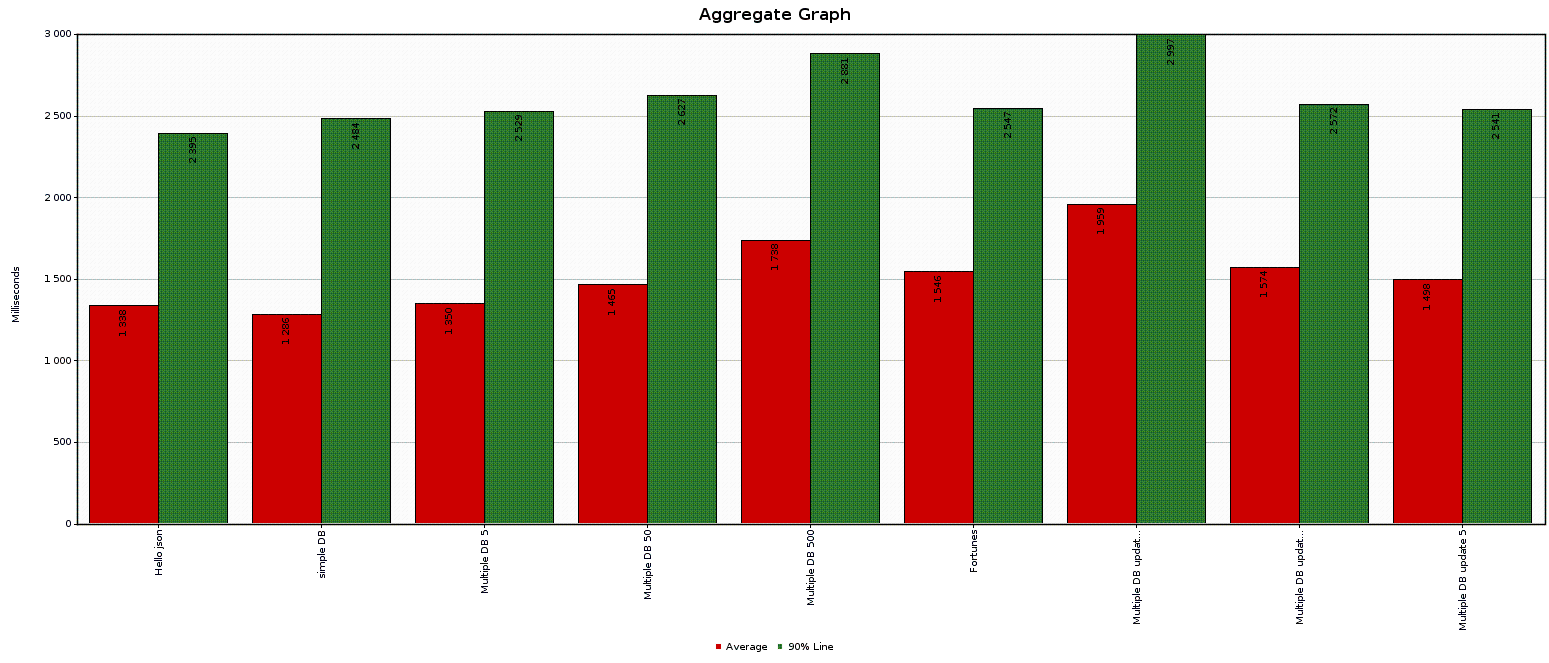 Aggregate Graph
3 000
2 500
2 000
1 500
1 000
500
0
Milliseconds
1 338
2 395
1 286
2 484
1 350
2 529
1 465
2 627
1 738
2 881
1 546
2 547
1 959
2 997
1 574
2 572
1 498
2 541
Hello json
simple DB
Multiple DB 5
Multiple DB 50
Multiple DB 500
Fortunes
Multiple DB updat...
Multiple DB updat...
Multiple DB update 5
Average
90% Line